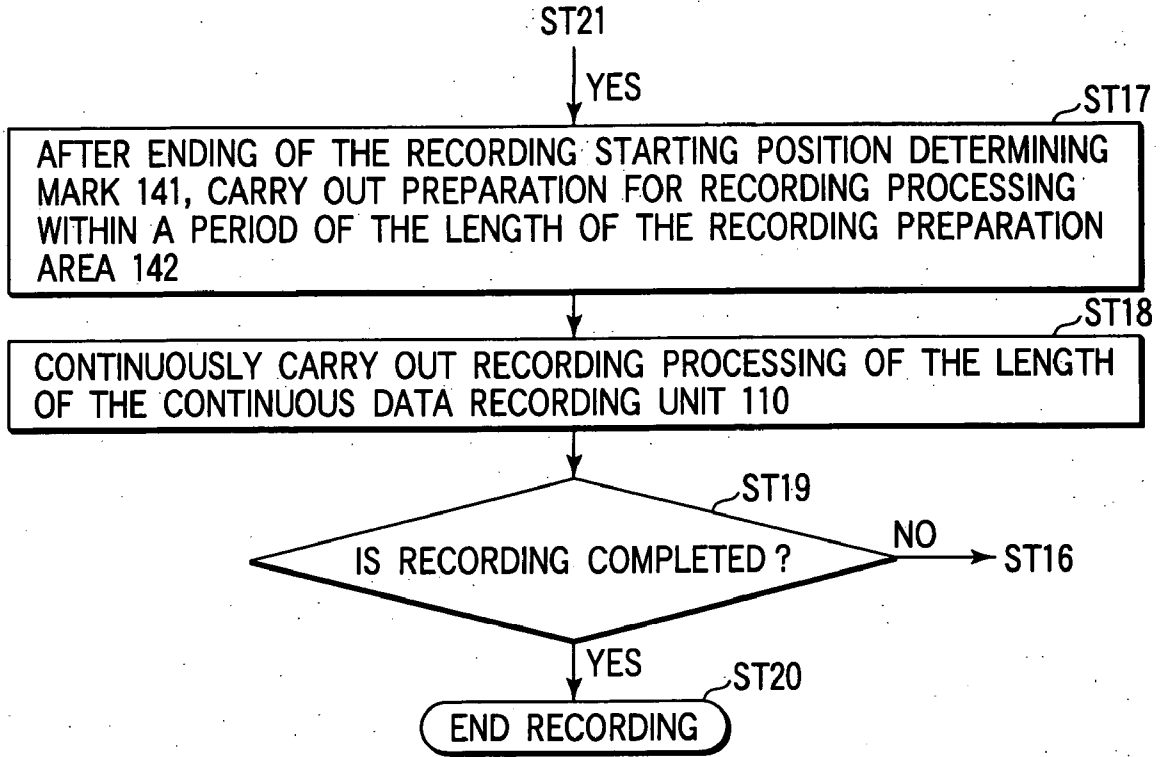 ST21
YES
ST17
AFTER ENDING OF THE RECORDING STARTING POSITION DETERMINING
MARK 141, CARRY OUT PREPARATION FOR RECORDING PROCESSING
WITHIN A PERIOD OF THE LENGTH OF THE RECORDING PREPARATION
AREA 142
ST18
CONTINUOUSLY CARRY OUT RECORDING PROCESSING OF THE LENGTH
OF THE CONTINUOUS DATA RECORDING UNIT 110
ST19
IS RECORDING COMPLETED ?
NO
ST16
YES
ST20
END RECORDING